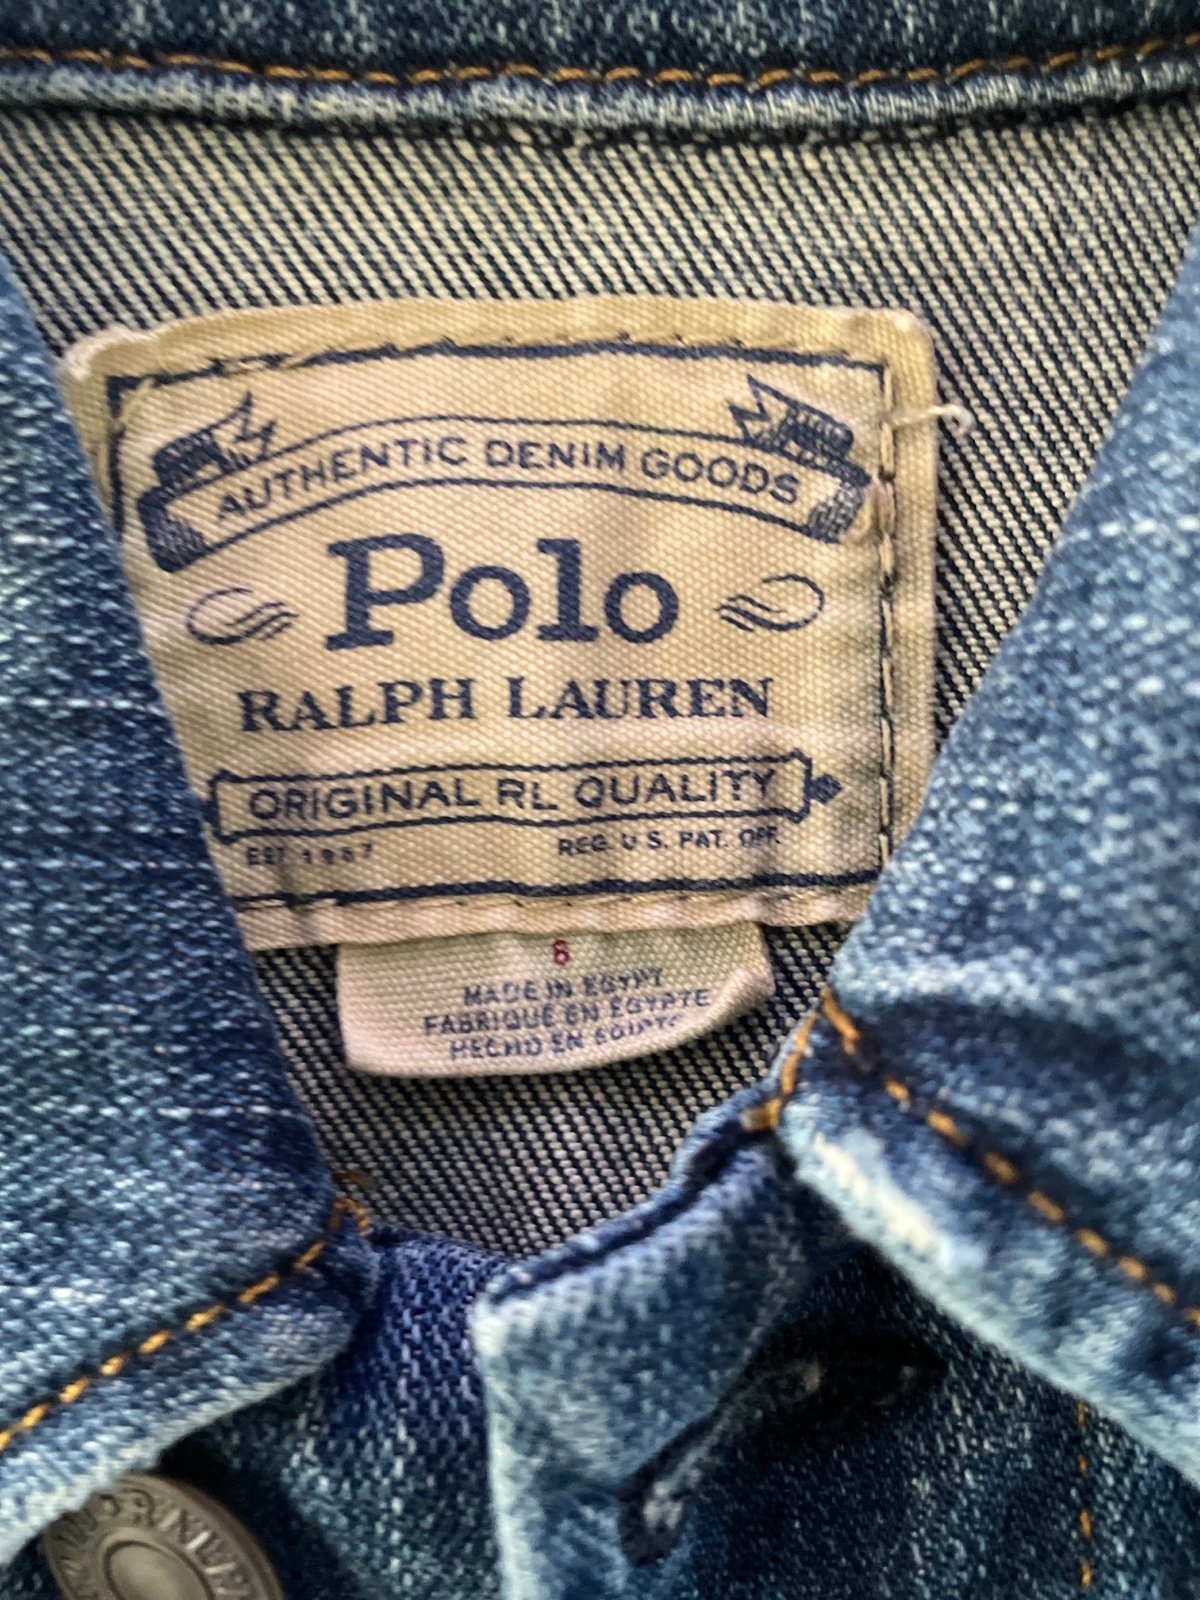 AUTHENTIC DENIM GOODS
Polo
RALPH LAUREN
ORIGINAL RL QUALITY
EST 1967
REG. U.S. PAT. OFF.
6
MADE IN EGYPT
FABRIQUÉ EN EGYPTE
HECHO EN EGIPTO